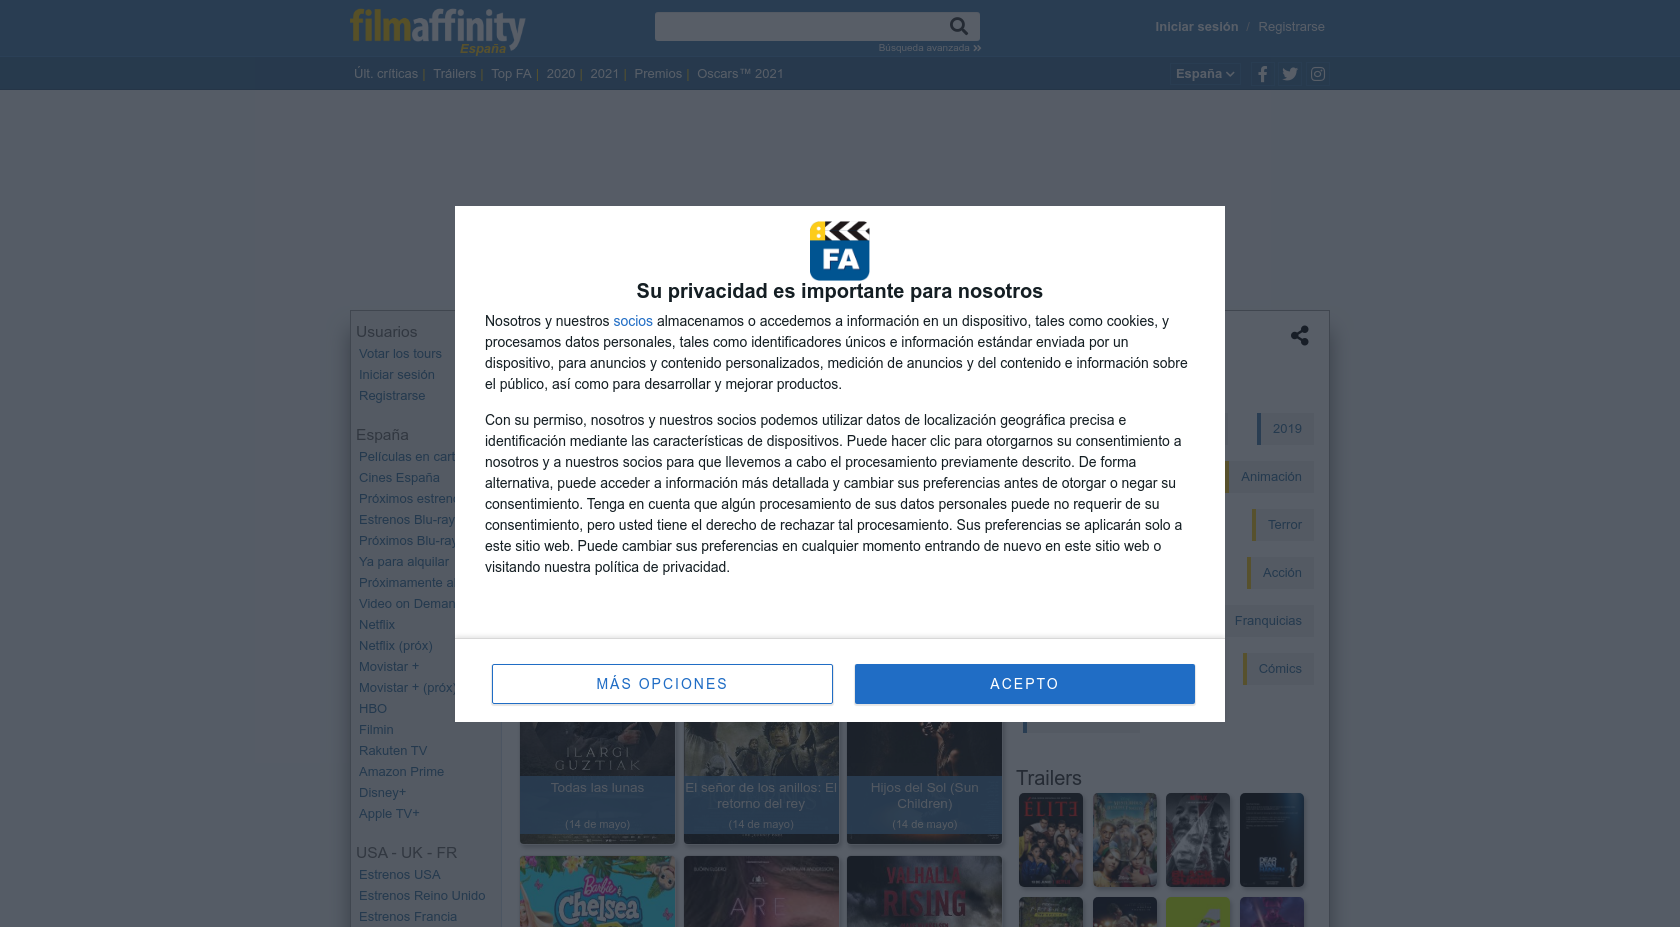 filmaffinity
España
Búsqueda avanzada
Iniciar sesión / Registrarse
Últ. críticas | Tráilers | Top FA | 2020 | 2021 | Premios | Oscars™ 2021
España
FA
Su privacidad es importante para nosotros
Nosotros y nuestros socios almacenamos o accedemos a información en un dispositivo, tales como cookies, y
procesamos datos personales, tales como identificadores únicos e información estándar enviada por un
dispositivo, para anuncios y contenido personalizados, medición de anuncios y del contenido e información sobre
el público, así como para desarrollar y mejorar productos.
Con su permiso, nosotros y nuestros socios podemos utilizar datos de localización geográfica precisa e
identificación mediante las características de dispositivos. Puede hacer clic para otorgarnos su consentimiento a
nosotros y a nuestros socios para que llevemos a cabo el procesamiento previamente descrito. De forma
alternativa, puede acceder a información más detallada y cambiar sus preferencias antes de otorgar o negar su
consentimiento. Tenga en cuenta que algún procesamiento de sus datos personales puede no requerir de su
consentimiento, pero usted tiene el derecho de rechazar tal procesamiento. Sus preferencias se aplicarán solo a
este sitio web. Puede cambiar sus preferencias en cualquier momento entrando de nuevo en este sitio web o
visitando nuestra política de privacidad.
MÁS OPCIONES
ACEPTO
Usuarios
Votar los tours
Iniciar sesión
Registrarse
España
Películas en cart
Cines España
Próximos estreno
Estrenos Blu-ray
Próximos Blu-ray
Ya para alquilar
Próximamente a
Video on Deman
Netflix
Netflix (próx)
Movistar +
Movistar + (próx)
HBO
Filmin
Rakuten TV
Amazon Prime
Disney+
Apple TV+
USA - UK - FR
Estrenos USA
Estrenos Reino Unido
Estrenos Francia
ILARGI
GUZTIAK
Todas las lunas
(14 de mayo)
El señor de los anillos: El
retorno del rey
(14 de mayo)
Hijos del Sol (Sun
Children)
(14 de mayo)
Barbie
Chelsea
ARE
VALHALLA
RISING
2019
Animación
Terror
Acción
Franquicias
Cómics
Trailers
ÉLITE
DEAR
EVAN